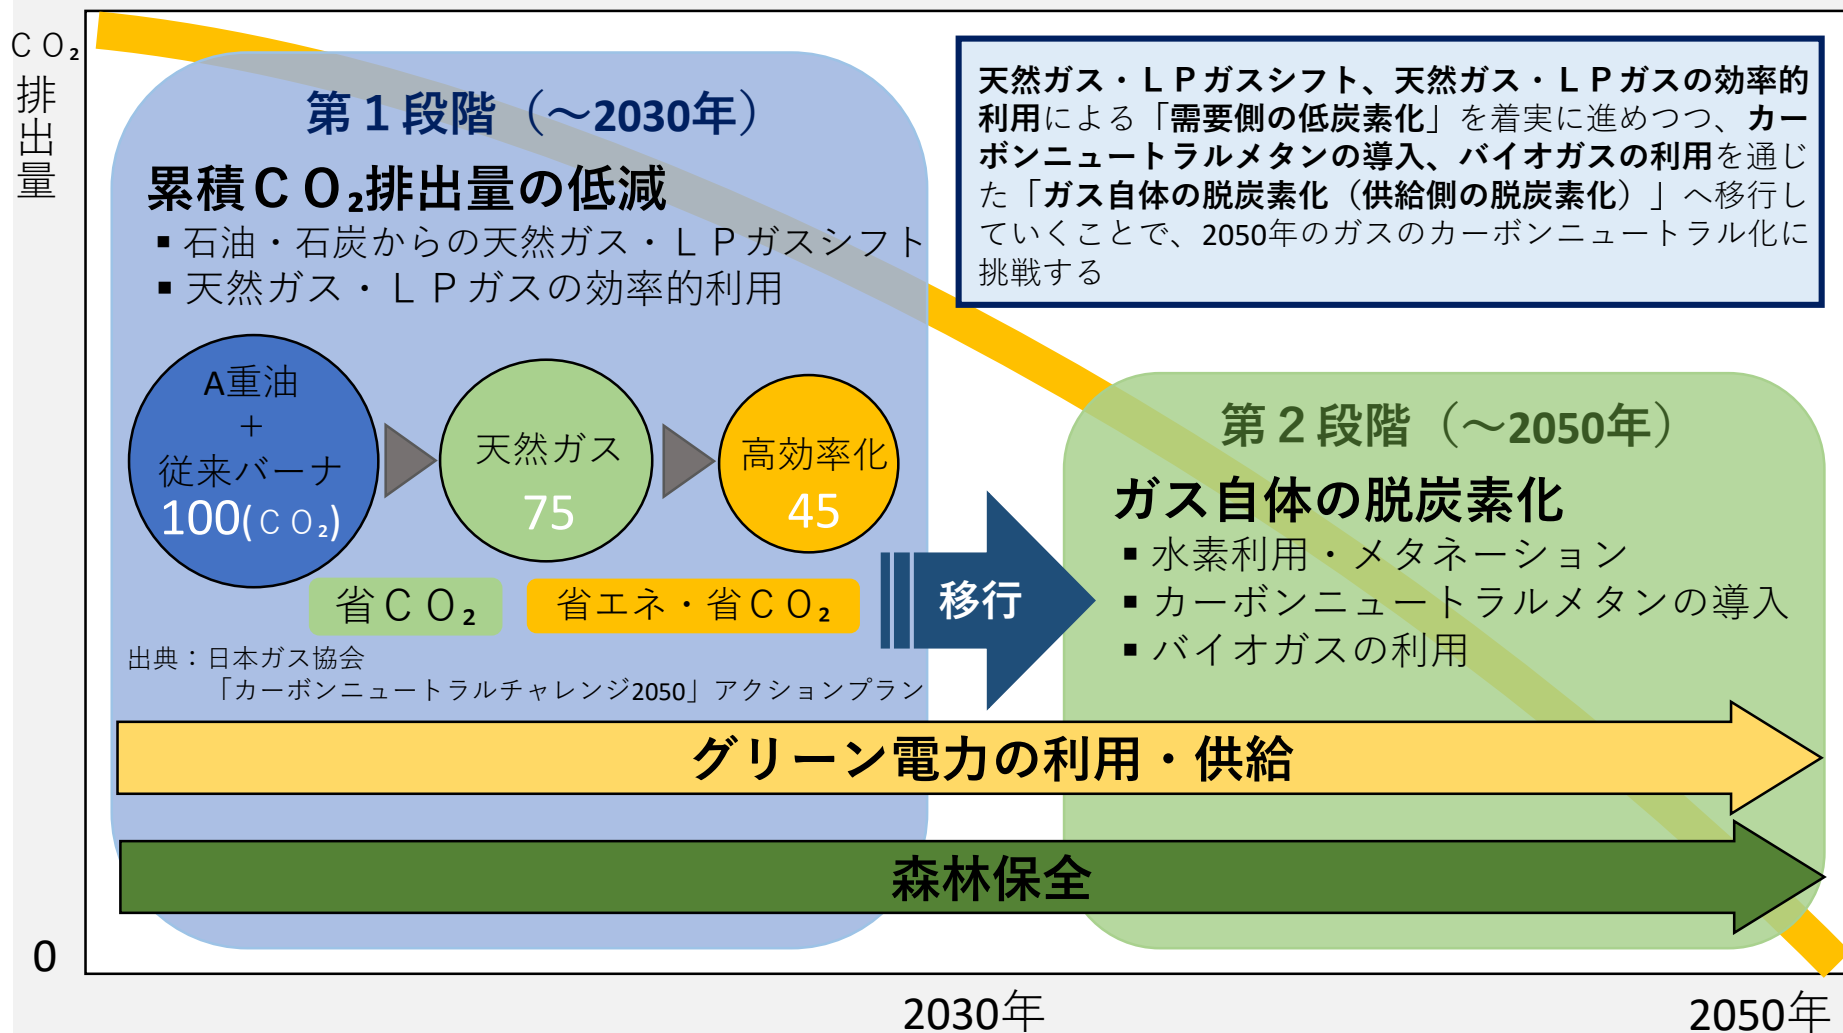 ＣＯ₂
排出量
第１段階（～2030年）
累積ＣＯ₂排出量の低減
▪石油・石炭からの天然ガス・ＬＰガスシフト
▪天然ガス・ＬＰガスの効率的利用
A重油
＋
従来バーナ
100(ＣＯ₂)
天然ガス
75
高効率化
45
省ＣＯ₂
省エネ・省ＣＯ₂
出典：日本ガス協会
「カーボンニュートラルチャレンジ2050」アクションプラン
天然ガス・ＬＰガスシフト、天然ガス・ＬＰガスの効率的
利用による「需要側の低炭素化」を着実に進めつつ、カー
ボンニュートラルメタンの導入、バイオガスの利用を通じ
た「ガス自体の脱炭素化（供給側の脱炭素化）」へ移行し
ていくことで、2050年のガスのカーボンニュートラル化に
挑戦する
移行
第２段階（～2050年）
ガス自体の脱炭素化
▪水素利用・メタネーション
▪カーボンニュートラルメタンの導入
▪バイオガスの利用
グリーン電力の利用・供給
森林保全
0
2030年
2050年